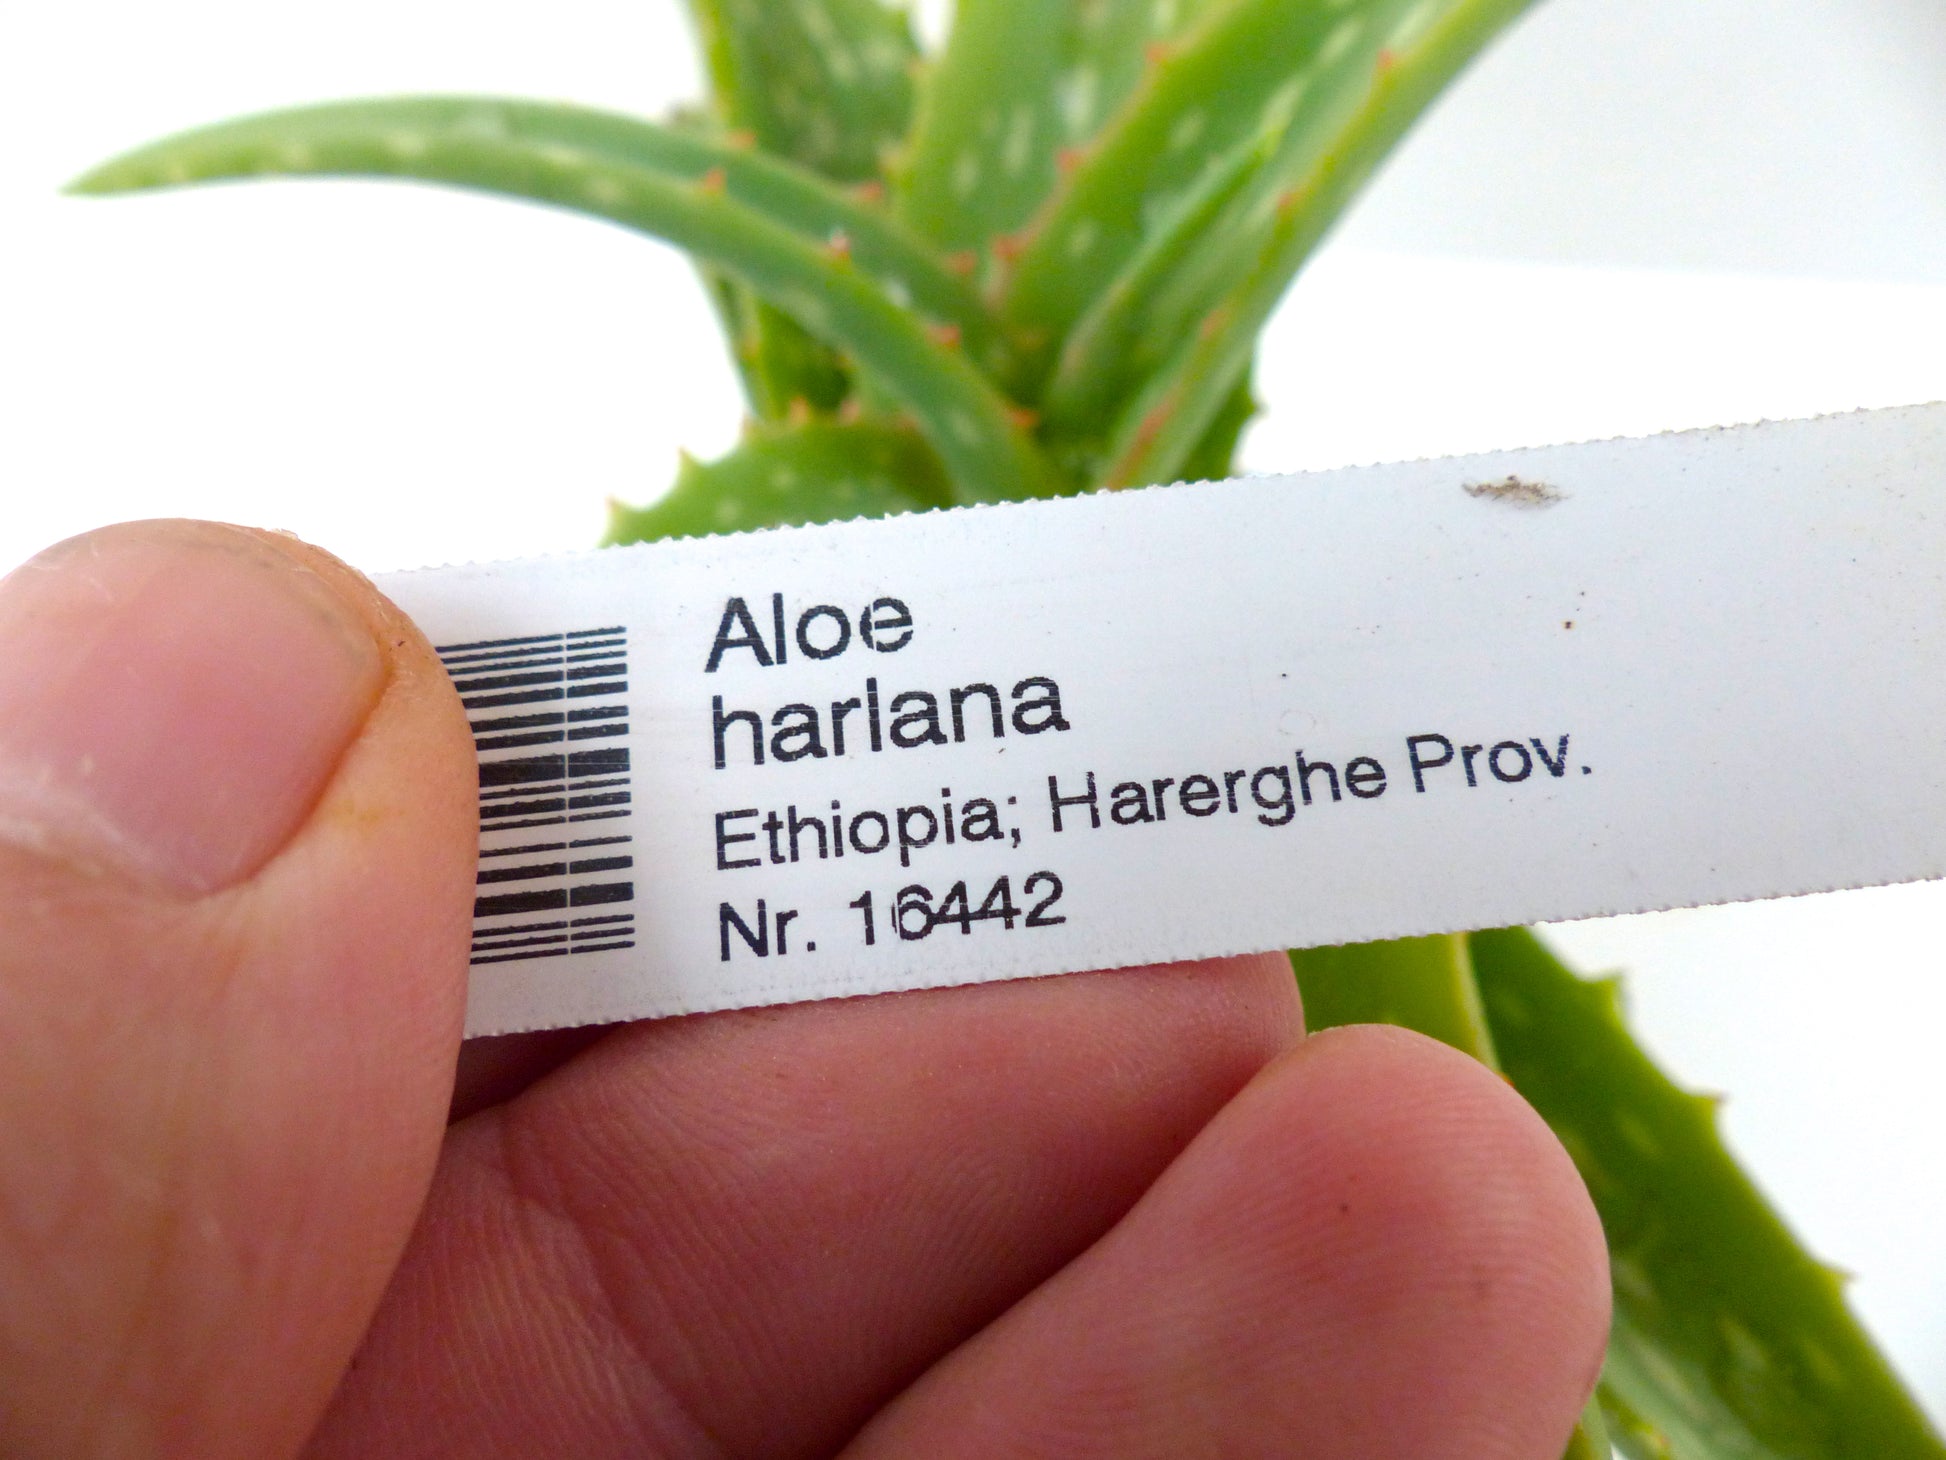 Aloe
harlana
Ethiopia; Harerghe Prov.
Nr. 16442